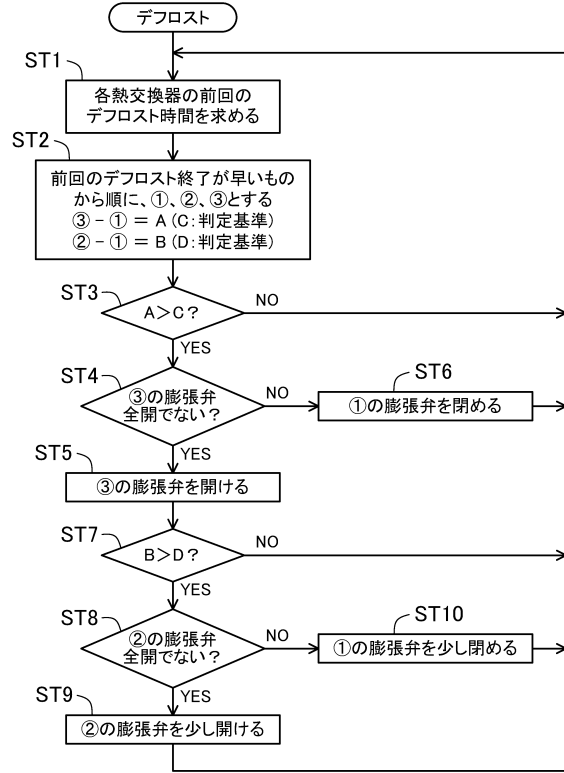 デフロスト
ST1
各熱交換器の前回の
デフロスト時間を求める
ST2
前回のデフロスト終了が早いもの
から順に、①、②、③とする
③－①＝A（C：判定基準）
②－①＝B（D：判定基準）
ST3
A＞C？
NO
YES
ST4
③の膨張弁
全開でない？
NO
ST6
①の膨張弁を閉める
YES
ST5
③の膨張弁を開ける
ST7
B＞D？
NO
YES
ST8
②の膨張弁
全開でない？
NO
ST10
①の膨張弁を少し閉める
YES
ST9
②の膨張弁を少し開ける